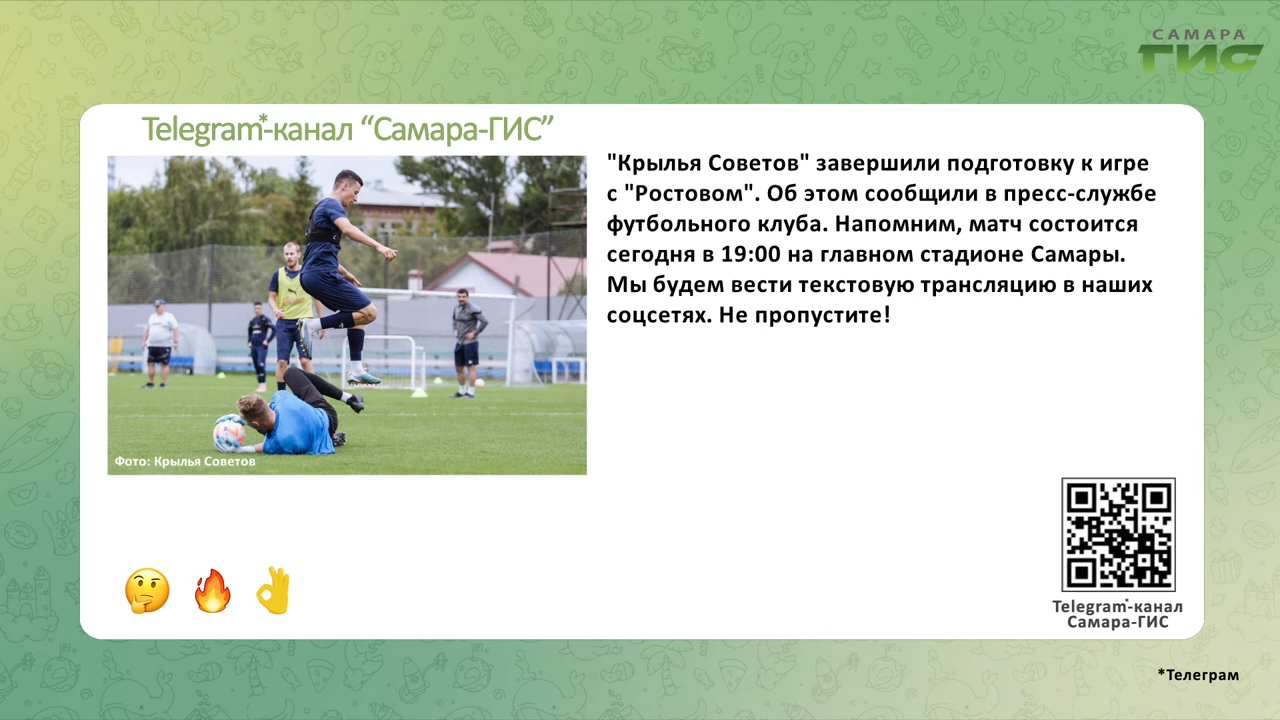 САМАРА
ГИС
Telegram*-канал “Самара-ГИС”
"Крылья Советов" завершили подготовку к игре
с "Ростовом". Об этом сообщили в пресс-службе
футбольного клуба. Напомним, матч состоится
сегодня в 19:00 на главном стадионе Самары.
Мы будем вести текстовую трансляцию в наших
соцсетях. Не пропустите!
Фото: Крылья Советов
Telegram*-канал
Самара-ГИС
*Телеграм